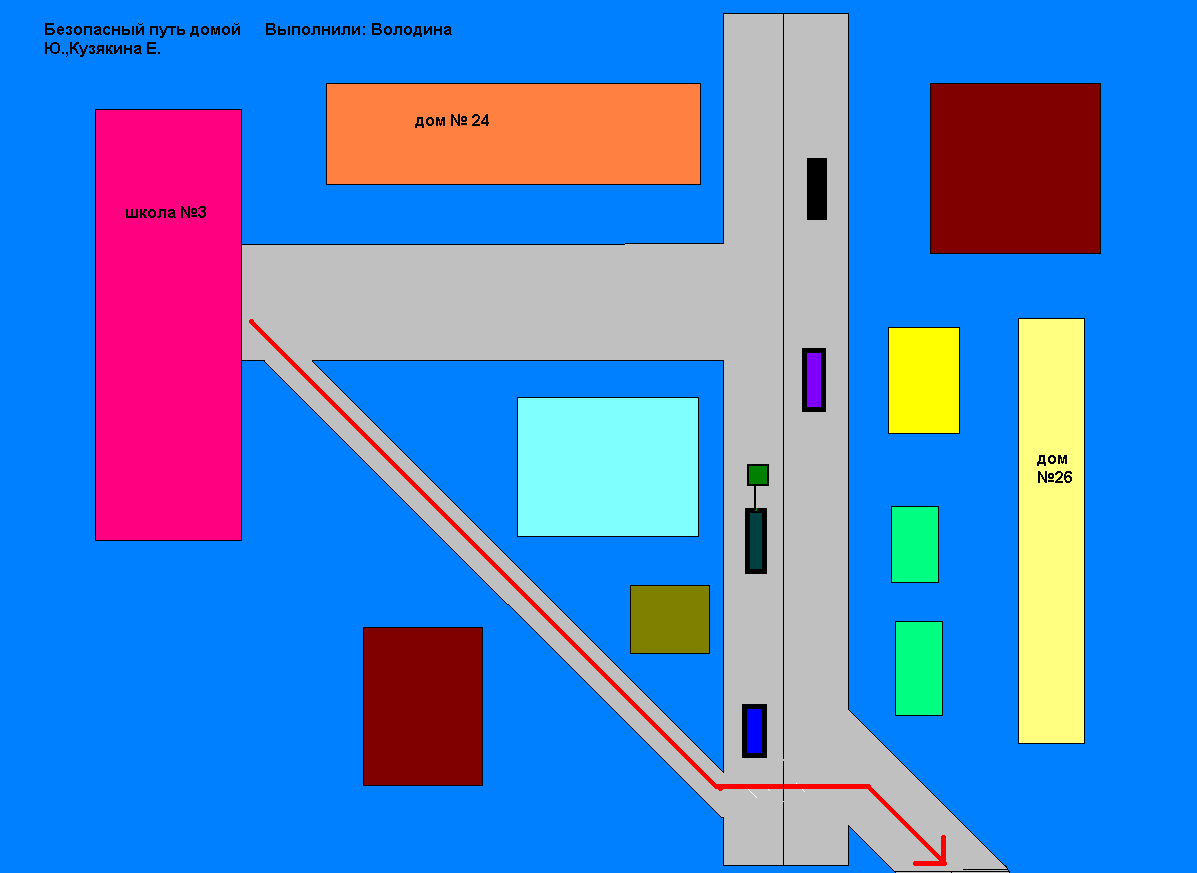 Безопасный путь домой Выполнили: Володина
Ю.,Кузякина Е.
дом № 24
школа №3
дом
№26